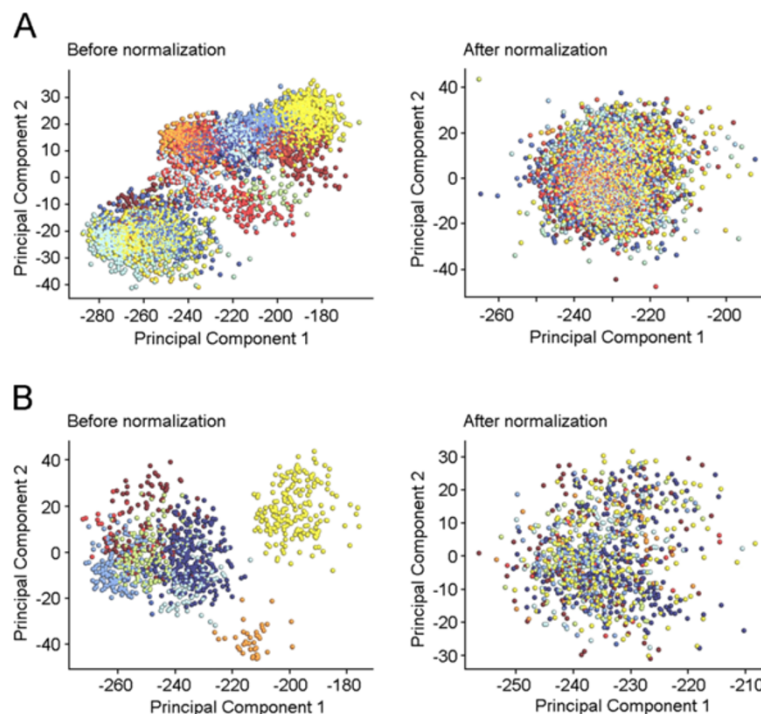 A
Before normalization
After normalization
Principal Component 2
30
20
10
0
-10
-20
-30
-40
-280 -260 -240 -220 -200 -180
Principal Component 1
Principal Component 2
40
20
0
-20
-40
-260 -240 -220 -200
Principal Component 1
B
Before normalization
After normalization
Principal Component 2
40
20
0
-20
-40
-260 -240 -220 -200 -180
Principal Component 1
Principal Component 2
30
20
10
0
-10
-20
-30
-250 -240 -230 -220 -210
Principal Component 1